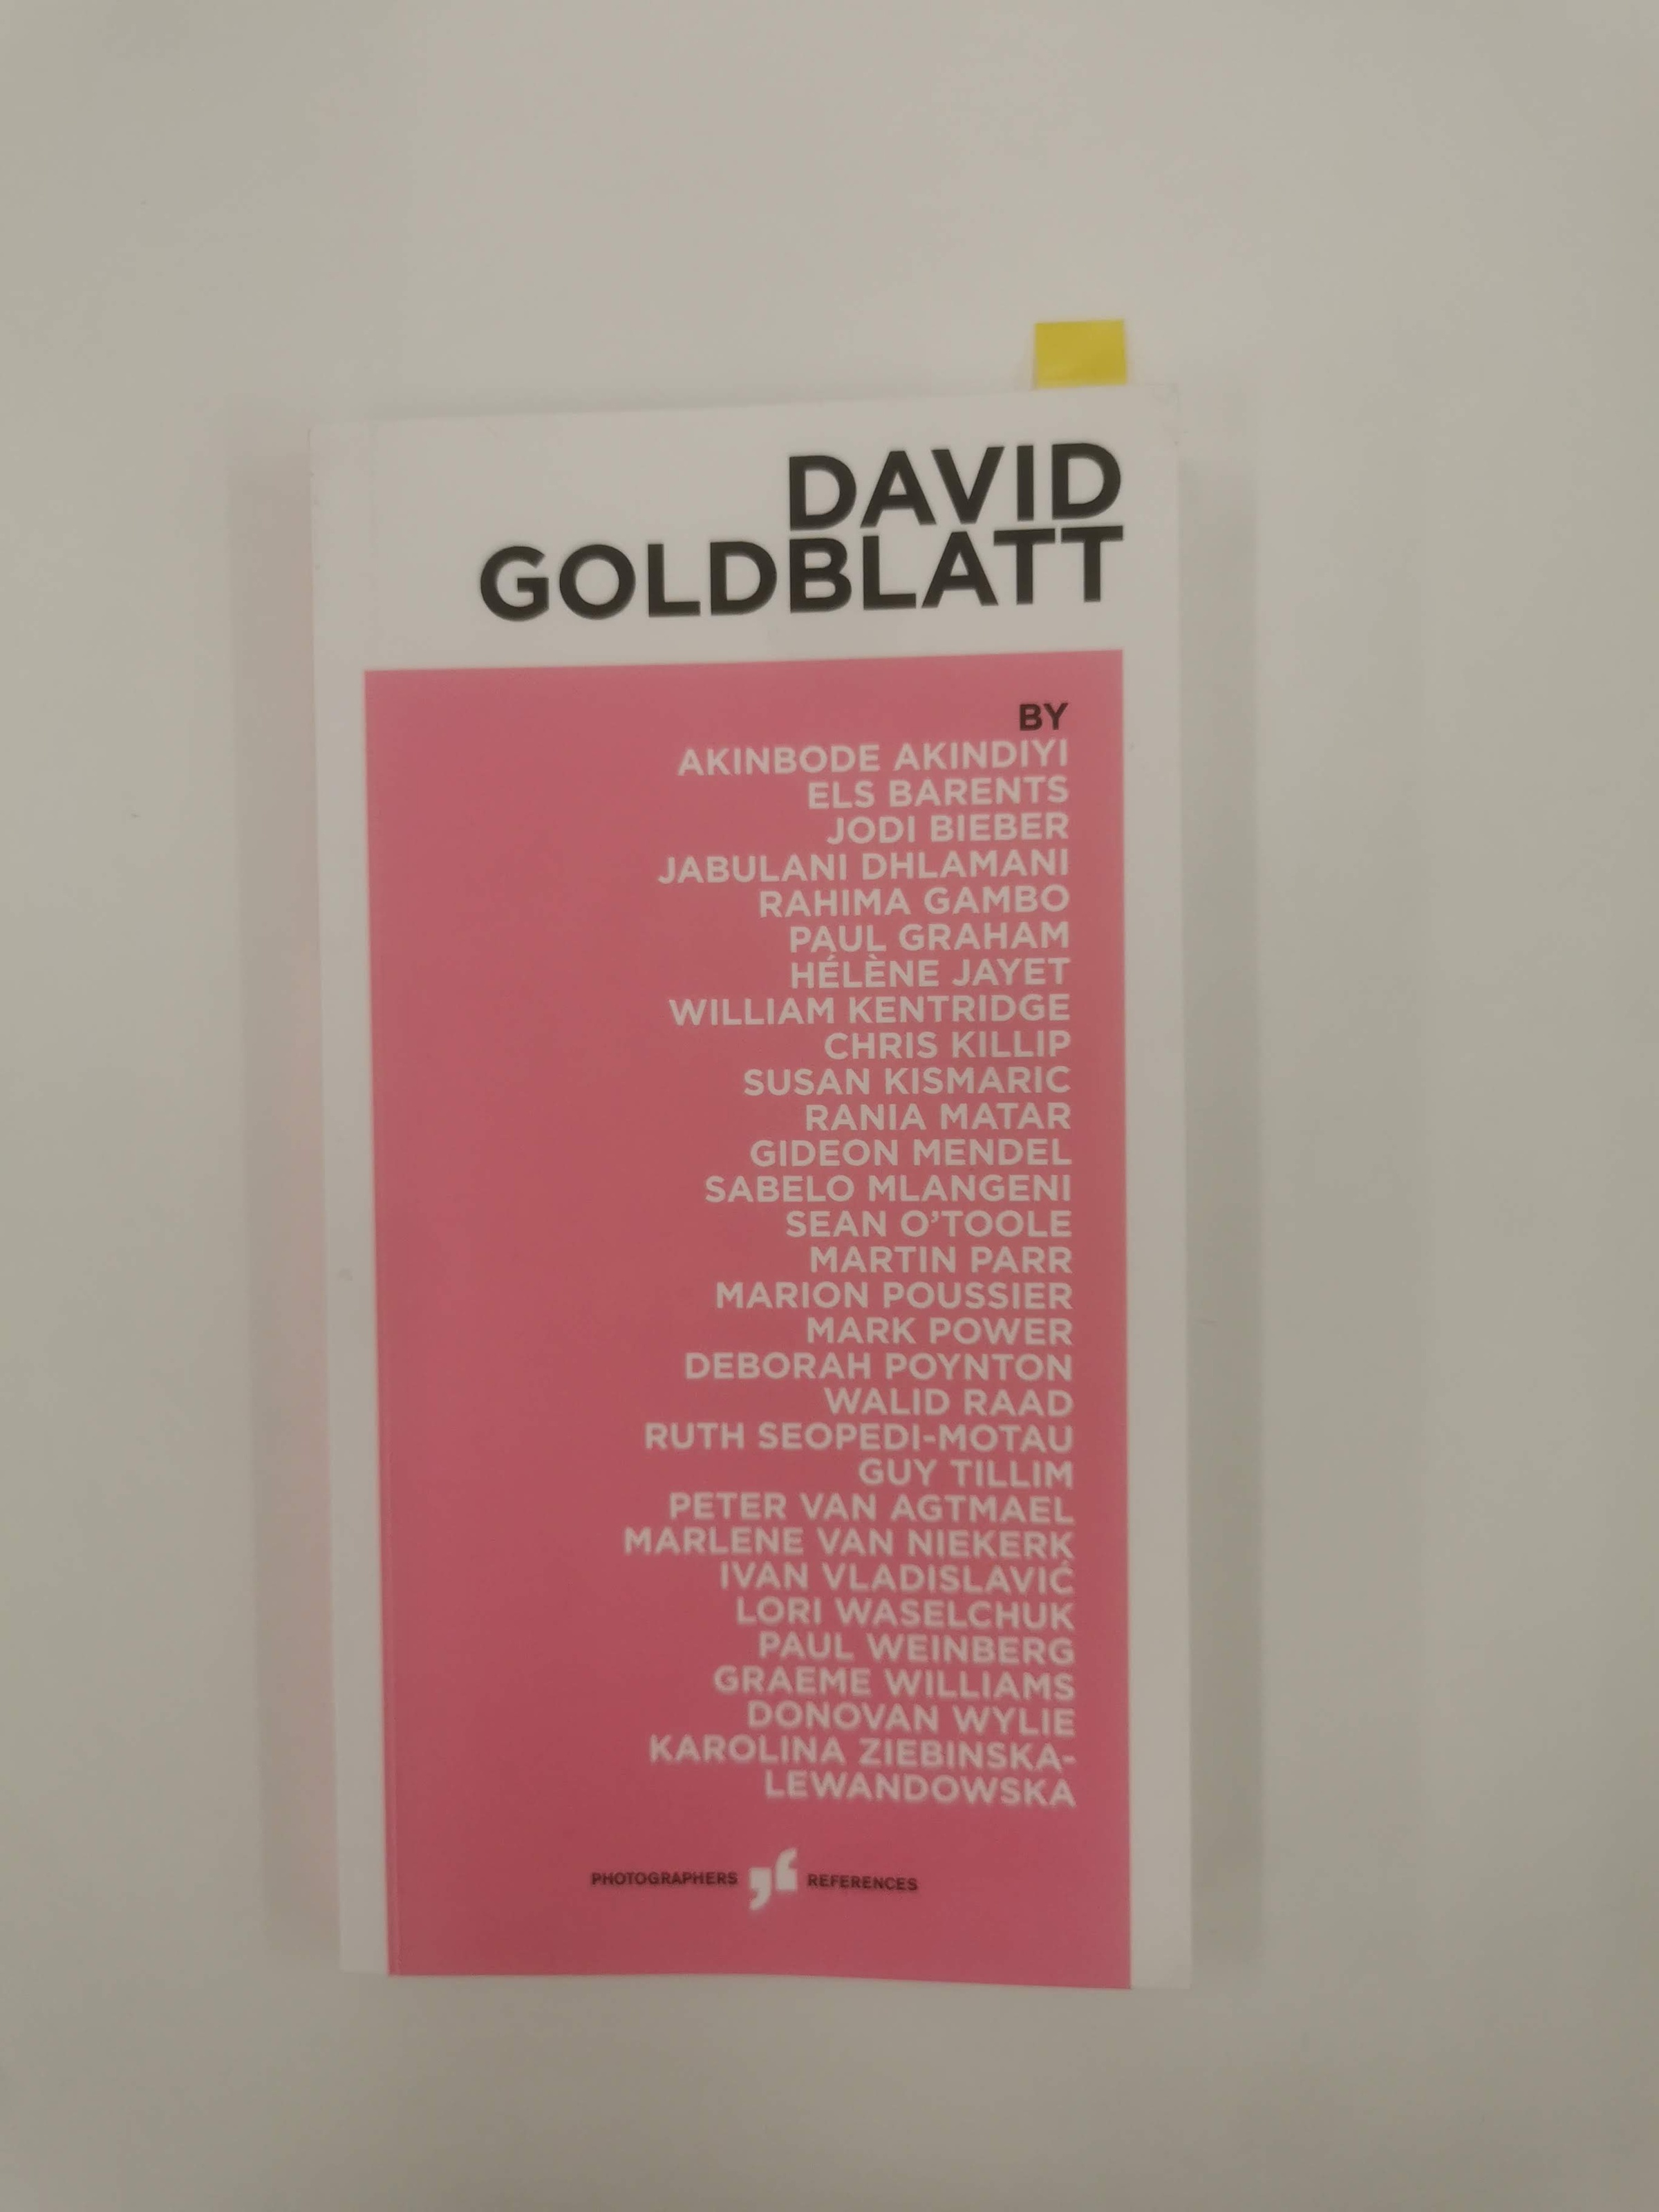 DAVID
GOLDBLATT
BY
AKINBODE AKINDIYI
ELS BARENTS
JODI BIEBER
JABULANI DHLAMANI
RAHIMA GAMBO
PAUL GRAHAM
HÉLÈNE JAYET
WILLIAM KENTRIDGE
CHRIS KILLIP
SUSAN KISMARIC
RANIA MATAR
GIDEON MENDEL
SABELO MLANGENI
SEAN O’TOOLE
MARTIN PARR
MARION POUSSIER
MARK POWER
DEBORAH POYNTON
WALID RAAD
RUTH SEOPEDI-MOTAU
GUY TILLIM
PETER VAN AGTMAEL
MARLENE VAN NIEKERK
IVAN VLADISLAVIĆ
LORI WASELCHUK
PAUL WEINBERG
GRAEME WILLIAMS
DONOVAN WYLIE
KAROLINA ZIEBINSKA-
LEWANDOWSKA
PHOTOGRAPHERS REFERENCES